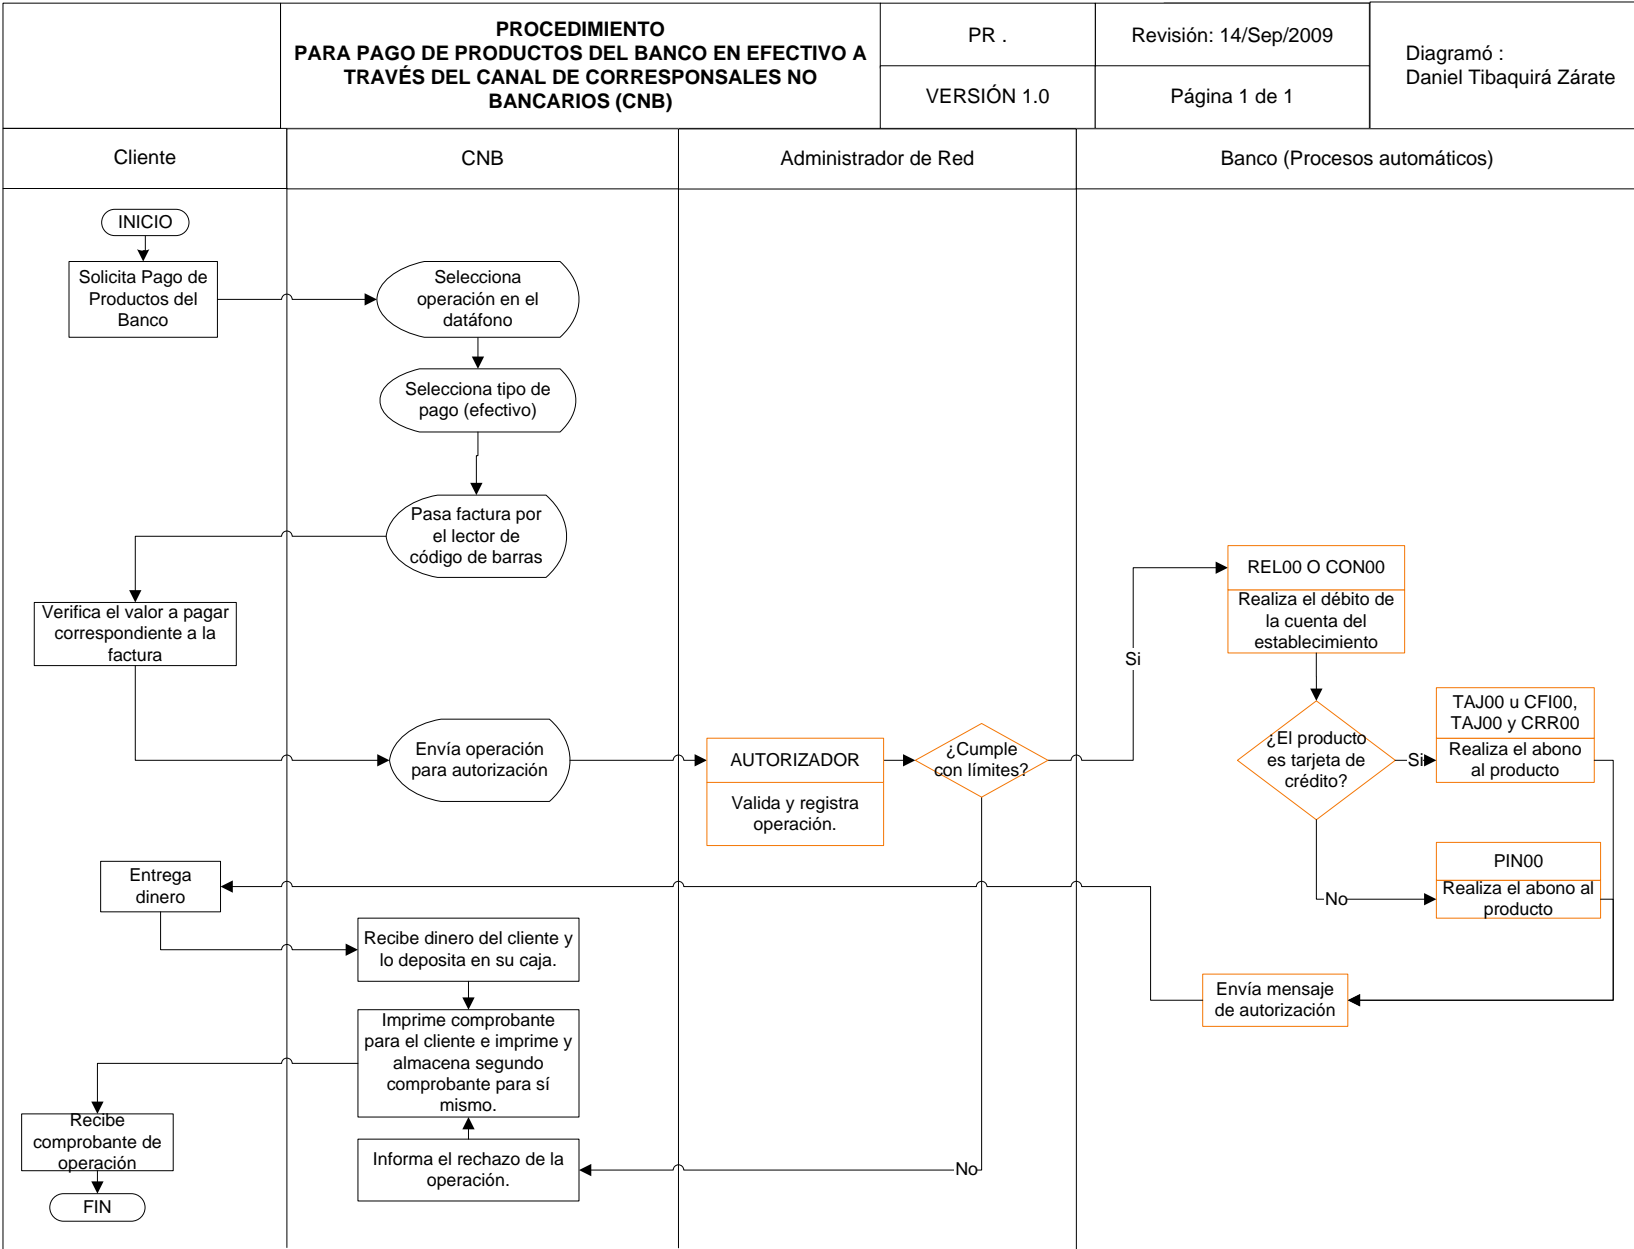 PROCEDIMIENTO
PARA PAGO DE PRODUCTOS DEL BANCO EN EFECTIVO A
TRAVÉS DEL CANAL DE CORRESPONSALES NO
BANCARIOS (CNB)
PR .
Revisión: 14/Sep/2009
VERSIÓN 1.0
Página 1 de 1
Diagramó :
Daniel Tibaquirá Zárate
Cliente
CNB
Administrador de Red
Banco (Procesos automáticos)
INICIO
Solicita Pago de
Productos del
Banco
Selecciona
operación en el
datáfono
Selecciona tipo de
pago (efectivo)
Pasa factura por
el lector de
código de barras
Verifica el valor a pagar
correspondiente a la
factura
Envía operación
para autorización
AUTORIZADOR
Valida y registra
operación.
¿Cumple
con límites?
Si
REL00 O CON00
Realiza el débito de
la cuenta del
establecimiento
¿El producto
es tarjeta de
crédito?
Si
TAJ00 u CFI00,
TAJ00 y CRR00
Realiza el abono
al producto
No
PIN00
Realiza el abono al
producto
Envía mensaje
de autorización
Entrega
dinero
Recibe dinero del cliente y
lo deposita en su caja.
Imprime comprobante
para el cliente e imprime y
almacena segundo
comprobante para sí
mismo.
No
Informa el rechazo de la
operación.
Recibe
comprobante de
operación
FIN